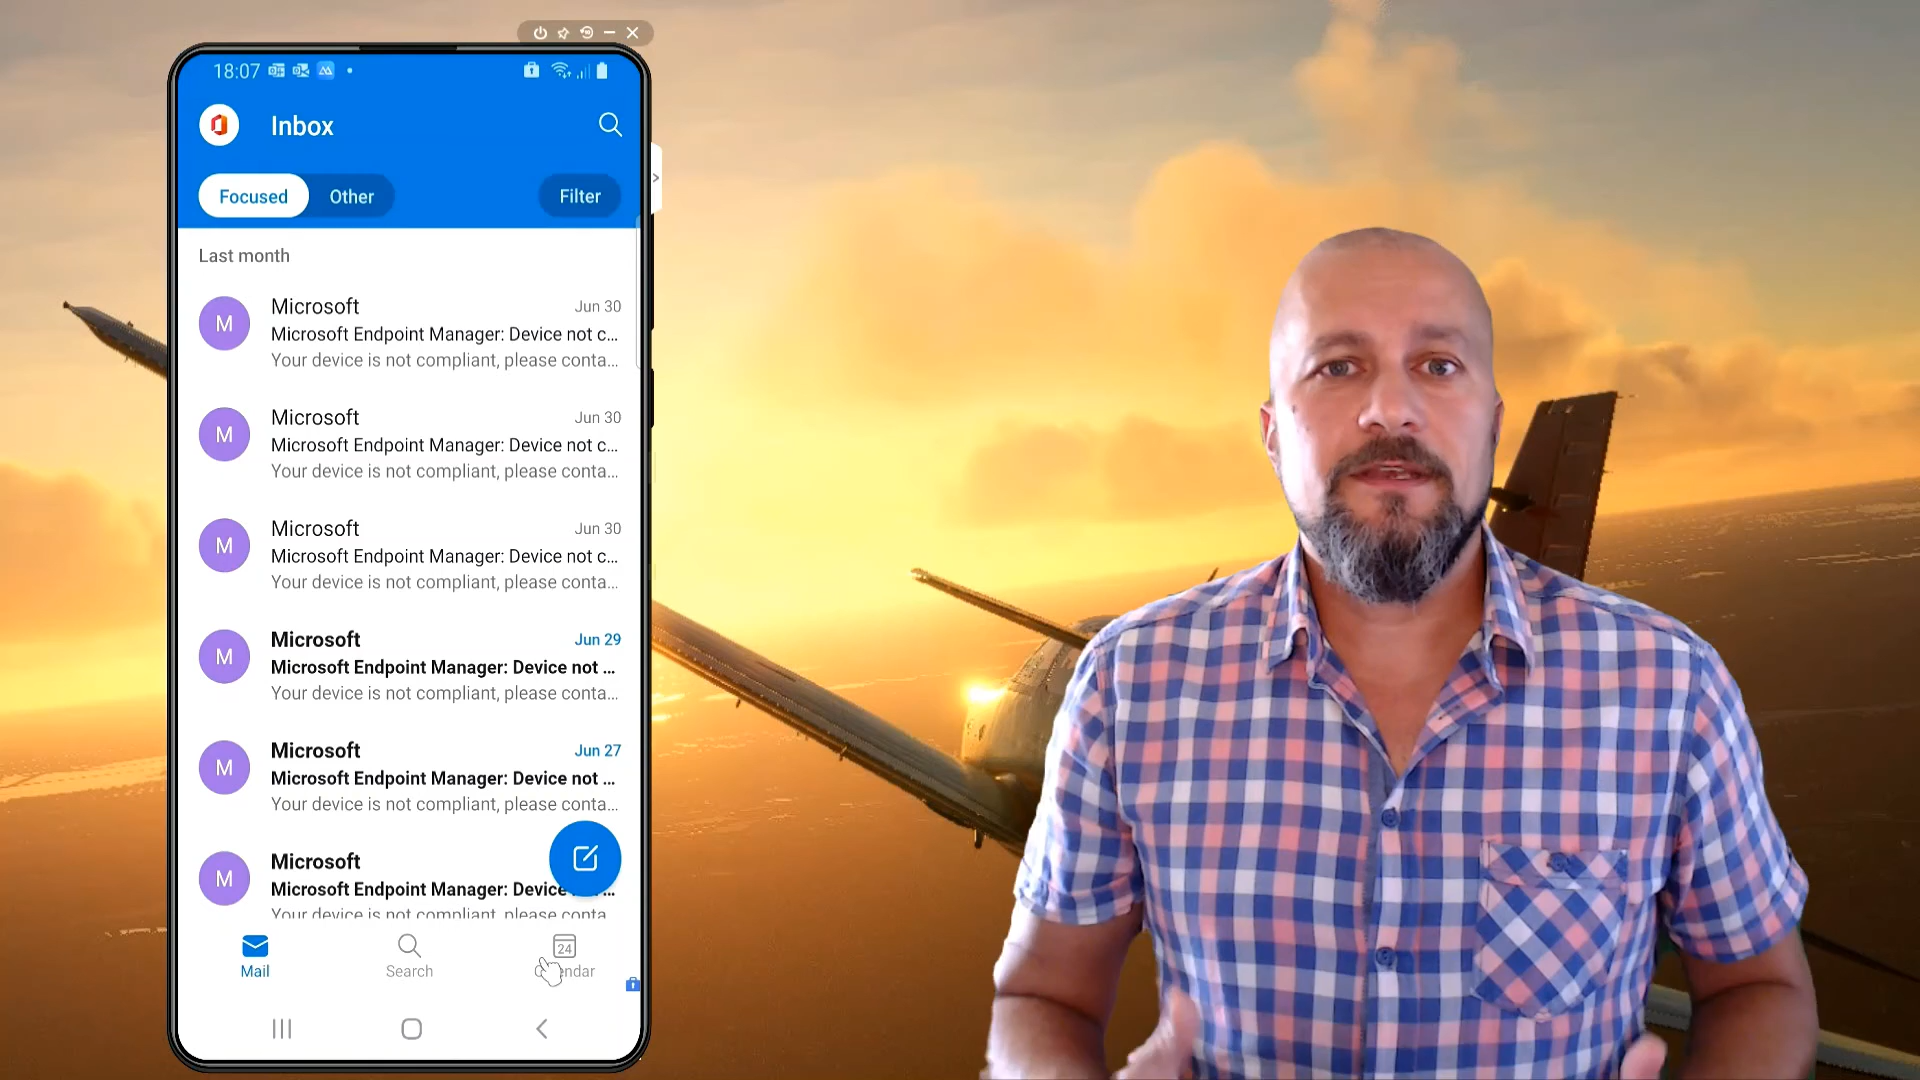 18:07
Inbox
Focused Other Filter
Last month
M Microsoft Jun 30
Microsoft Endpoint Manager: Device not c...
Your device is not compliant, please conta...
M Microsoft Jun 30
Microsoft Endpoint Manager: Device not c...
Your device is not compliant, please conta...
M Microsoft Jun 30
Microsoft Endpoint Manager: Device not c...
Your device is not compliant, please conta...
M Microsoft Jun 29
Microsoft Endpoint Manager: Device not ...
Your device is not compliant, please conta...
M Microsoft Jun 27
Microsoft Endpoint Manager: Device not ...
Your device is not compliant, please conta...
M Microsoft
Microsoft Endpoint Manager: Device
Your device is not compliant, please conta
24
Mail Search